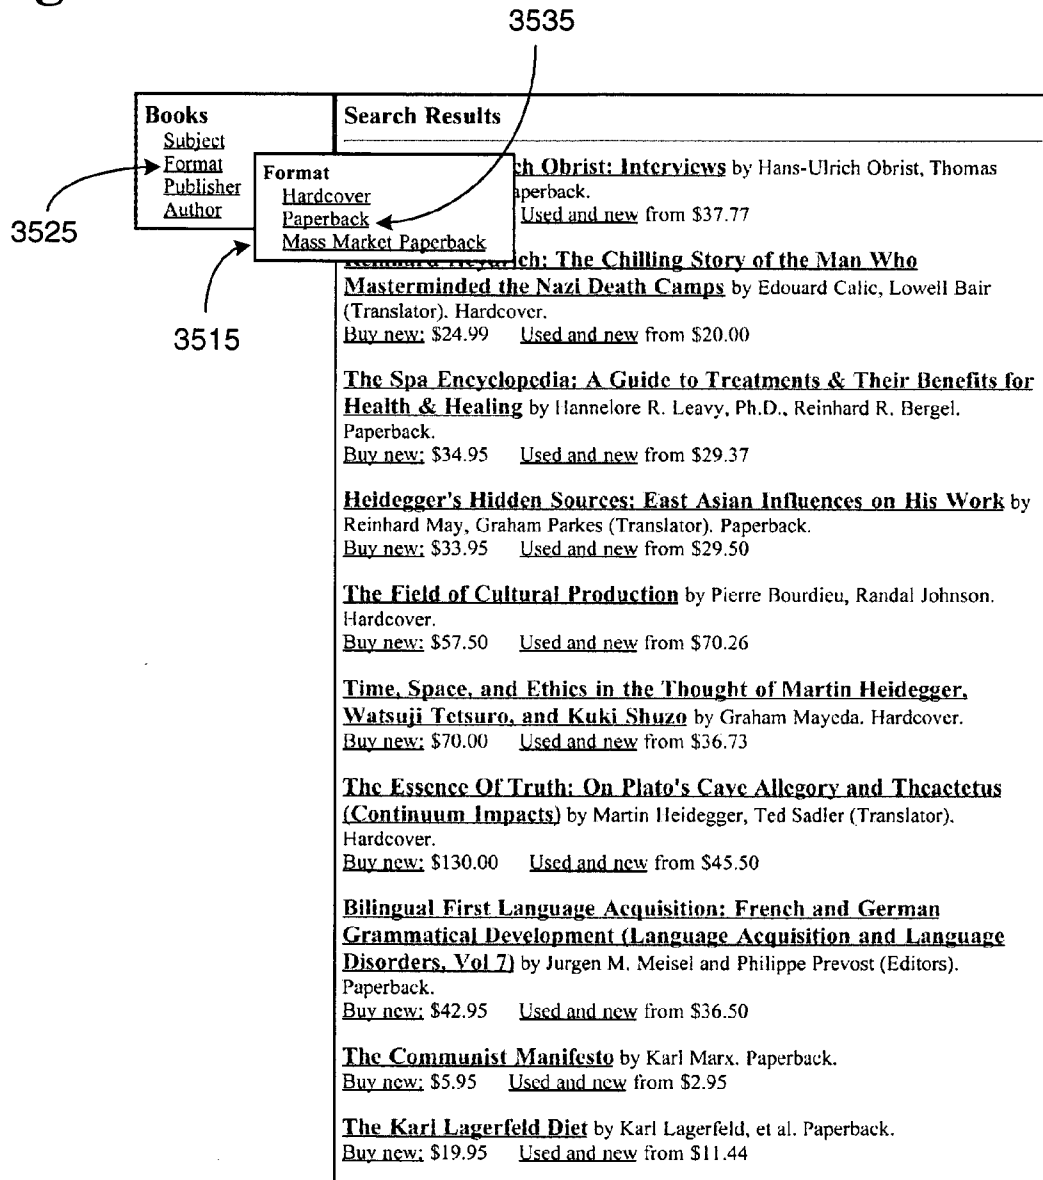 3535
Books
Subject
Format
Publisher
Author
3525
3515
Format
Hardcover
Paperback
Mass Market Paperback
Search Results
ch Obrist: Interviews by Hans-Ulrich Obrist, Thomas
aperback.
Used and new from $37.77
ich: The Chilling Story of the Man Who
Masterminded the Nazi Death Camps by Edouard Calic, Lowell Bair
(Translator). Hardcover.
Buy new: $24.99 Used and new from $20.00
The Spa Encyclopedia: A Guide to Treatments & Their Benefits for
Health & Healing by Hannelore R. Leavy, Ph.D., Reinhard R. Bergel.
Paperback.
Buy new: $34.95 Used and new from $29.37
Heidegger's Hidden Sources: East Asian Influences on His Work by
Reinhard May, Graham Parkes (Translator). Paperback.
Buy new: $33.95 Used and new from $29.50
The Field of Cultural Production by Pierre Bourdieu, Randal Johnson.
Hardcover.
Buy new: $57.50 Used and new from $70.26
Time, Space, and Ethics in the Thought of Martin Heidegger,
Watsuji Tetsuro, and Kuki Shuzo by Graham Mayeda. Hardcover.
Buy new: $70.00 Used and new from $36.73
The Essence Of Truth: On Plato's Cave Allegory and Theaetetus
(Continuum Impacts) by Martin Heidegger, Ted Sadler (Translator).
Hardcover.
Buy new: $130.00 Used and new from $45.50
Bilingual First Language Acquisition: French and German
Grammatical Development (Language Acquisition and Language
Disorders, Vol 7) by Jurgen M. Meisel and Philippe Prevost (Editors).
Paperback.
Buy new: $42.95 Used and new from $36.50
The Communist Manifesto by Karl Marx. Paperback.
Buy new: $5.95 Used and new from $2.95
The Karl Lagerfeld Diet by Karl Lagerfeld, et al. Paperback.
Buy new: $19.95 Used and new from $11.44